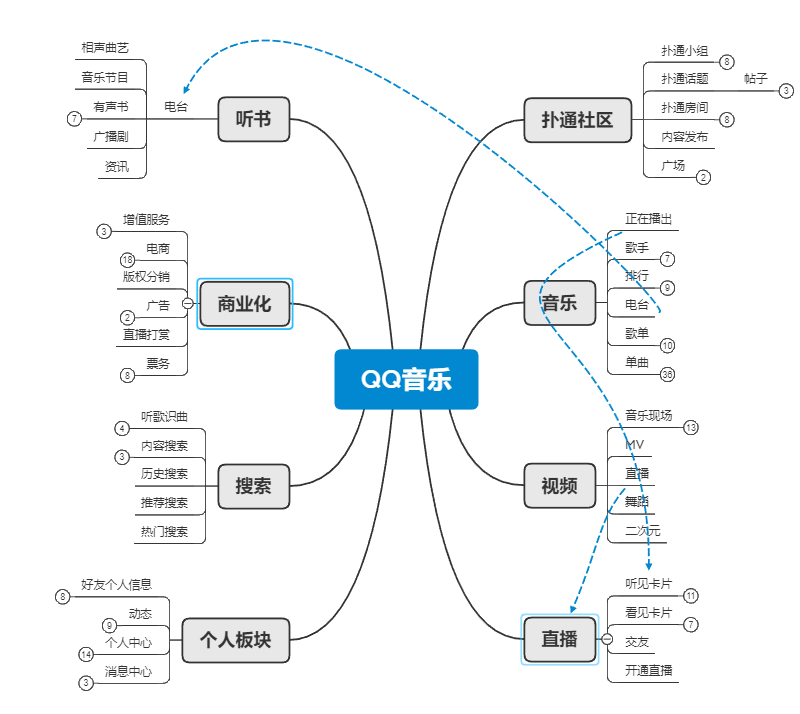 QQ音乐
听书
电台
相声曲艺
音乐节目
有声书
7
广播剧
资讯
商业化
增值服务
3
电商
18
版权分销
广告
2
直播打赏
票务
8
搜索
听歌识曲
4
内容搜索
3
历史搜索
推荐搜索
热门搜索
个人板块
好友个人信息
8
动态
9
个人中心
14
消息中心
3
扑通社区
扑通小组
8
扑通话题
帖子
3
扑通房间
8
内容发布
广场
2
音乐
正在播出
歌手
7
排行
9
电台
歌单
10
单曲
36
视频
音乐现场
13
MV
直播
舞蹈
二次元
直播
听见卡片
11
看见卡片
7
交友
开通直播